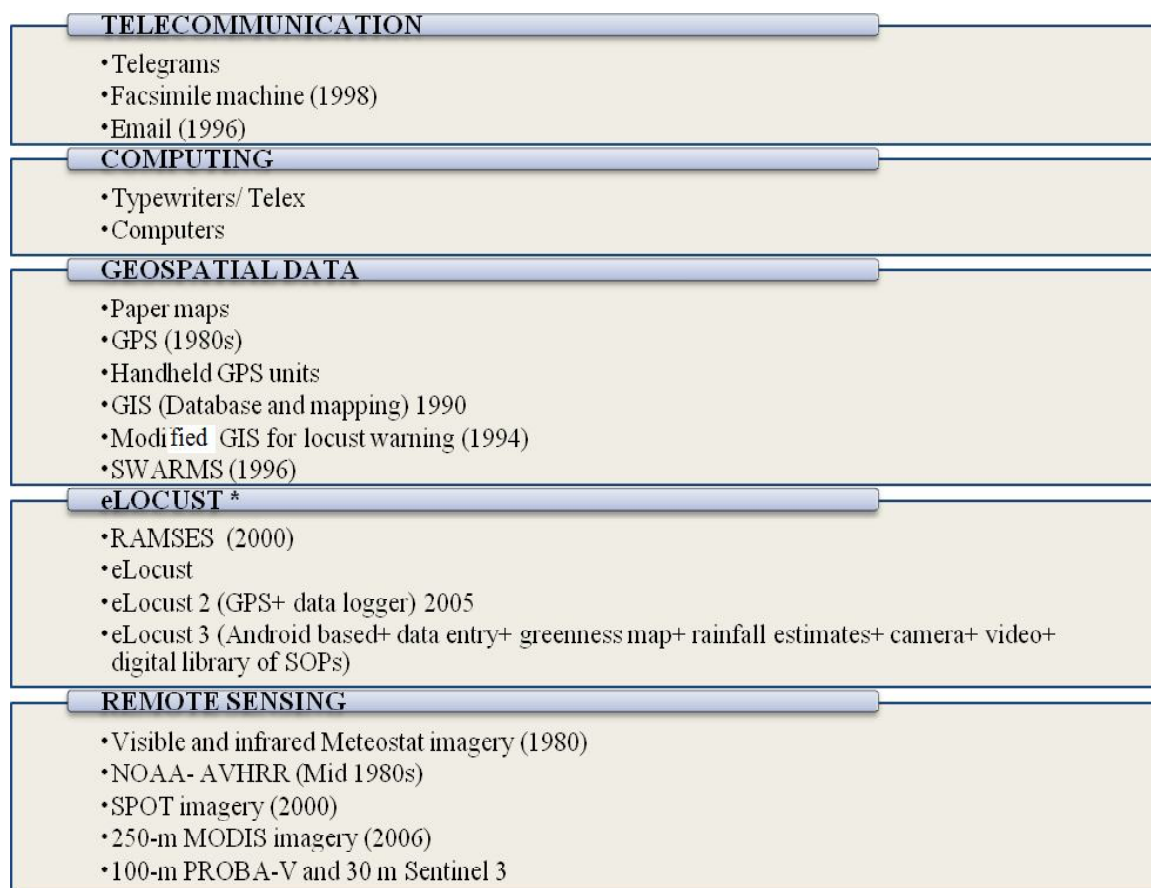 TELECOMMUNICATION
•Telegrams
•Facsimile machine (1998)
•Email (1996)
COMPUTING
•Typewriters/ Telex
•Computers
GEOSPATIAL DATA
•Paper maps
•GPS (1980s)
•Handheld GPS units
•GIS (Database and mapping) 1990
•Modified GIS for locust warning (1994)
•SWARMS (1996)
eLOCUST *
•RAMSES (2000)
•eLocust
•eLocust 2 (GPS+ data logger) 2005
•eLocust 3 (Android based+ data entry+ greenness map+ rainfall estimates+ camera+ video+
digital library of SOPs)
REMOTE SENSING
•Visible and infrared Meteostat imagery (1980)
•NOAA- AVHRR (Mid 1980s)
•SPOT imagery (2000)
•250-m MODIS imagery (2006)
•100-m PROBA-V and 30 m Sentinel 3